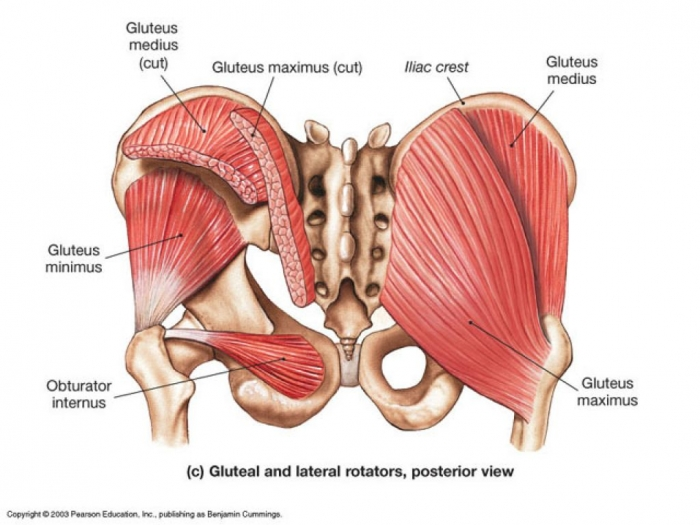 Gluteus
medius
(cut)
Gluteus maximus (cut)
Iliac crest
Gluteus
medius
Gluteus
minimus
Obturator
internus
Gluteus
maximus
(c) Gluteal and lateral rotators, posterior view
Copyright © 2003 Pearson Education, Inc., publishing as Benjamin Cummings.